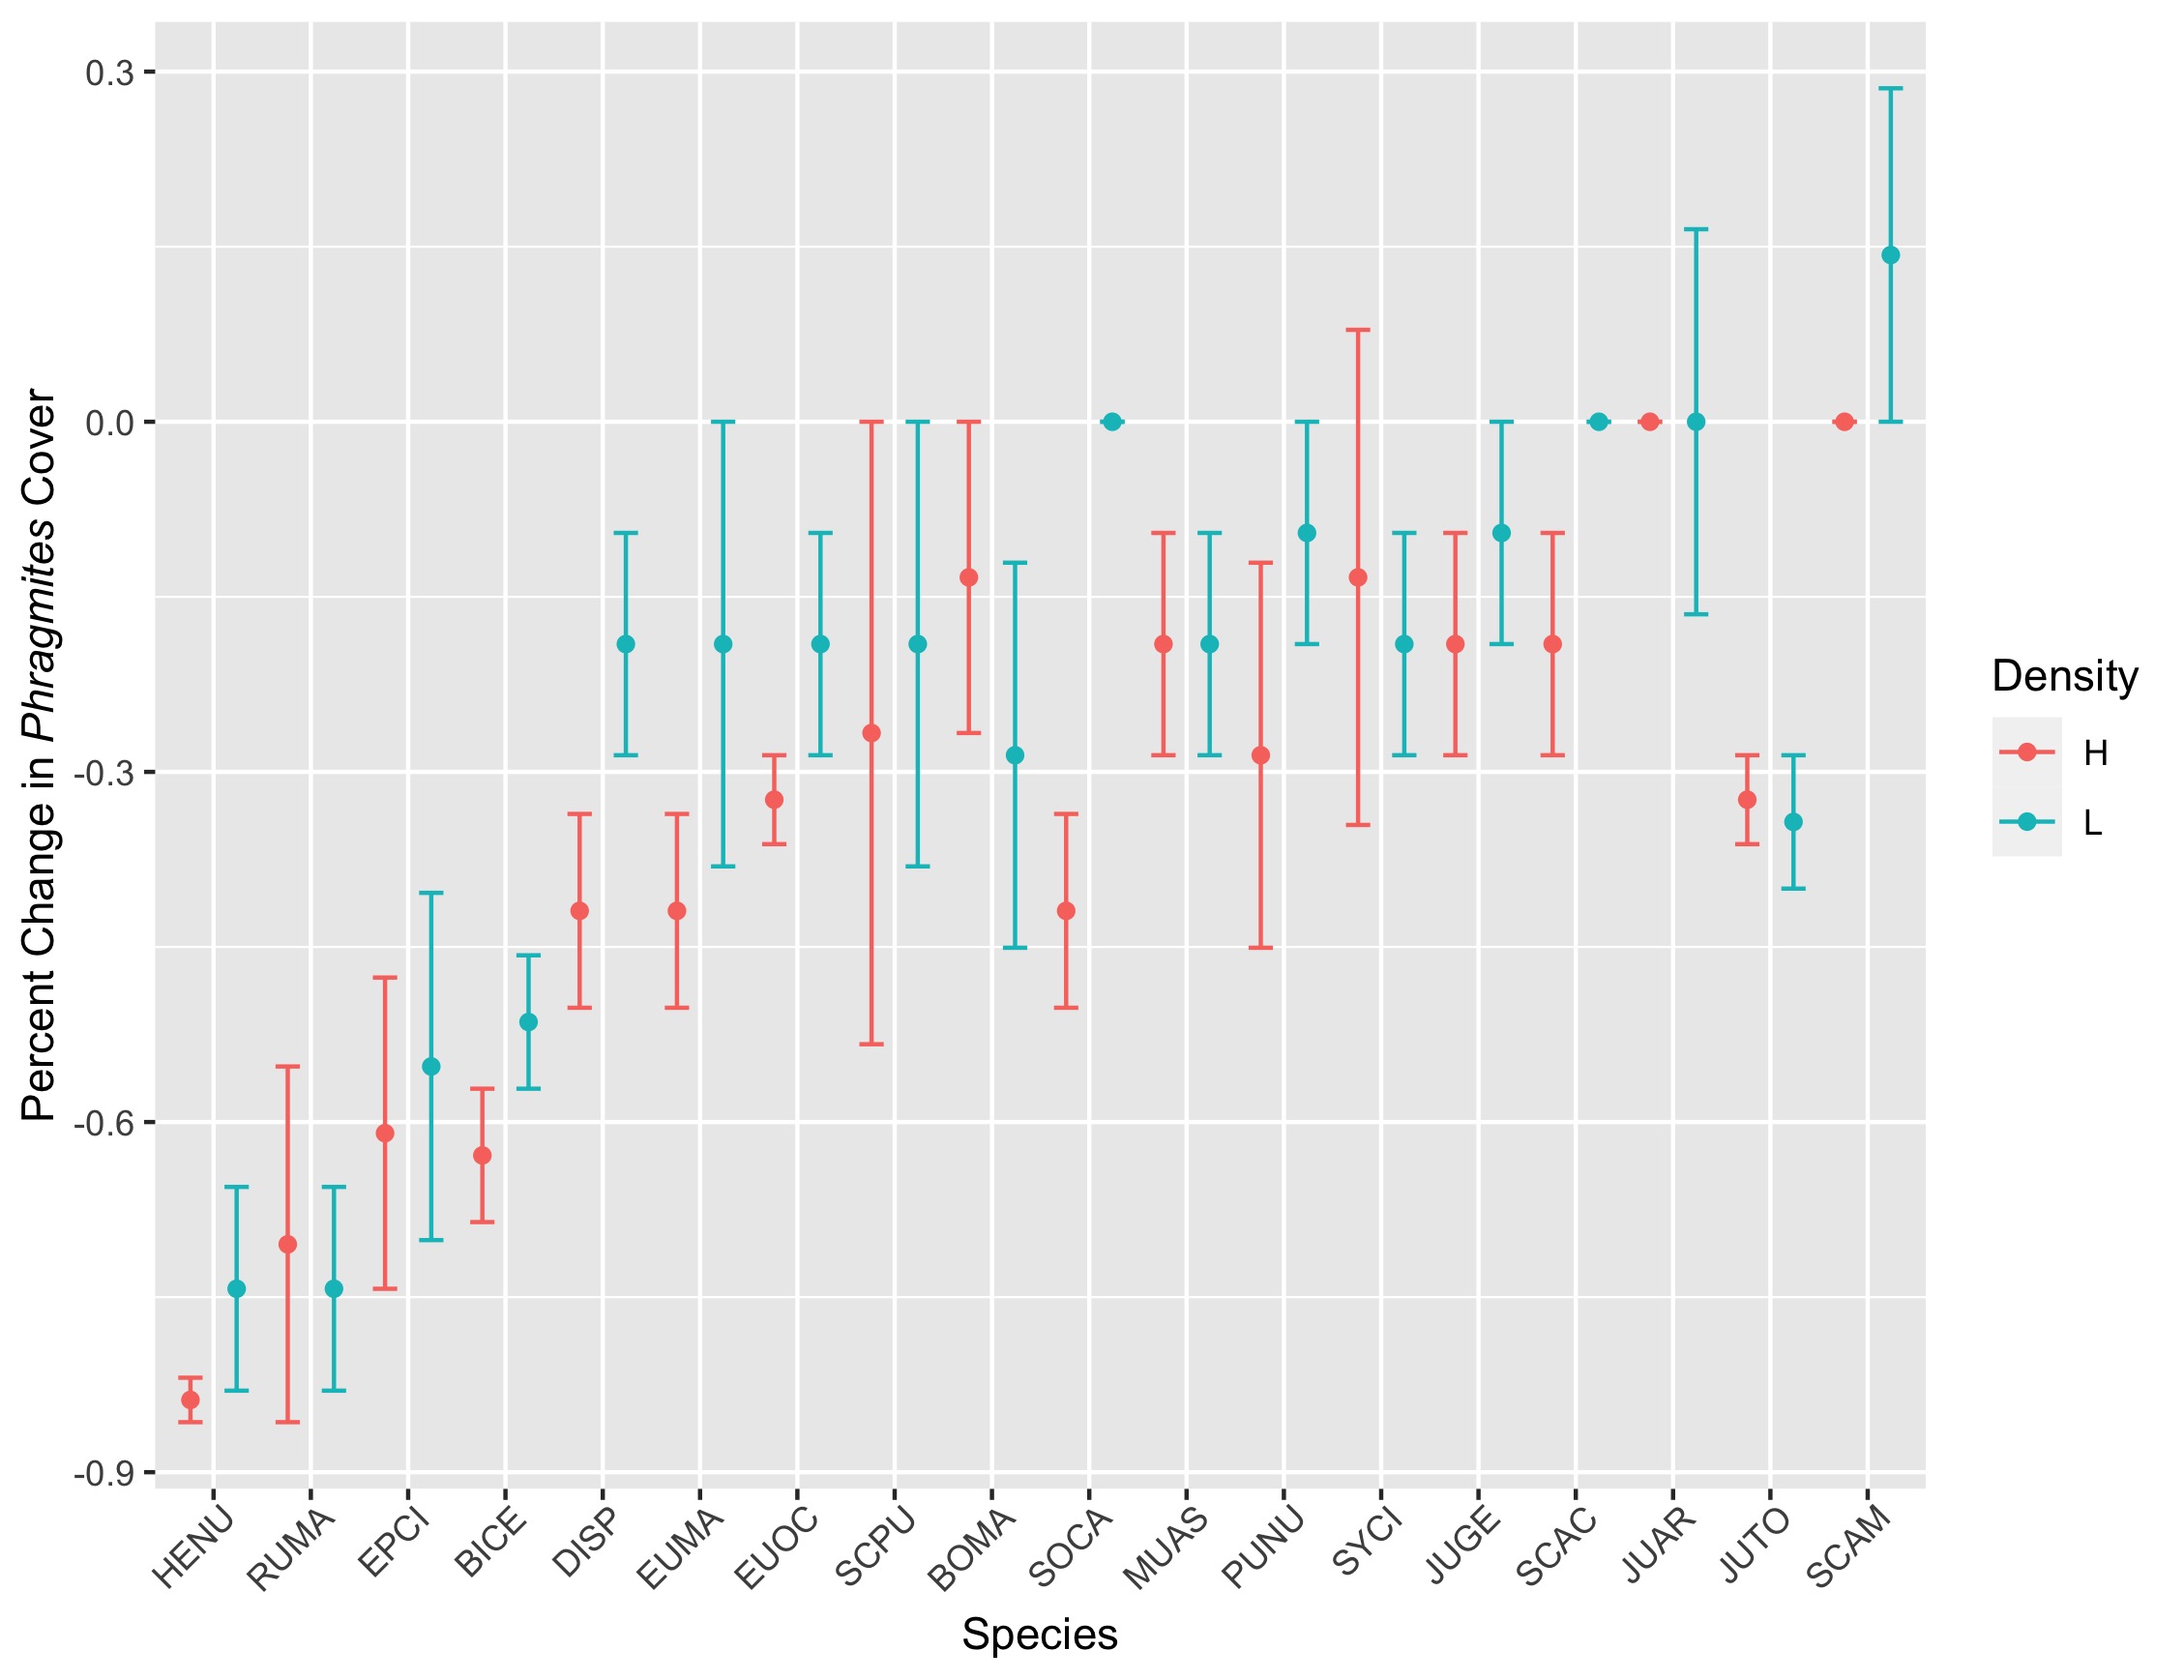 Percent Change in Phragmites Cover
0.3
0.0
-0.3
-0.6
-0.9
HENU
RUMA
EPCI
BICE
DISP
EUMA
EUOC
SCPU
BOMA
SOCA
MUAS
PUNU
SYCI
JUGE
SCAC
JUAR
JUTO
SCAM
Species
Density
H
L